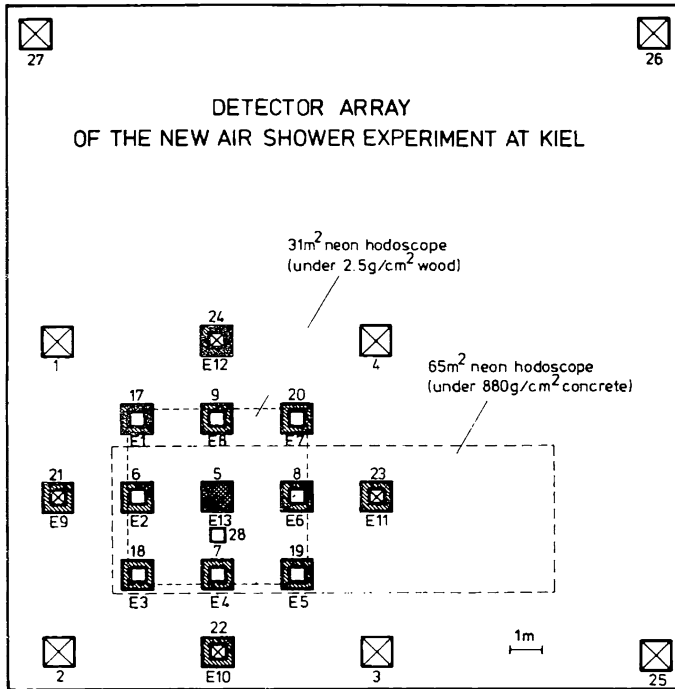 27
26
DETECTOR ARRAY
OF THE NEW AIR SHOWER EXPERIMENT AT KIEL
31m² neon hodoscope
(under 2.5g/cm² wood)
24
1
E12
4
65m² neon hodoscope
(under 880g/cm² concrete)
17
9
20
E1
E8
E7
21
6
5
8
23
E9
E2
E13
E6
E11
28
18
7
19
E3
E4
E5
22
1m
2
E10
3
25